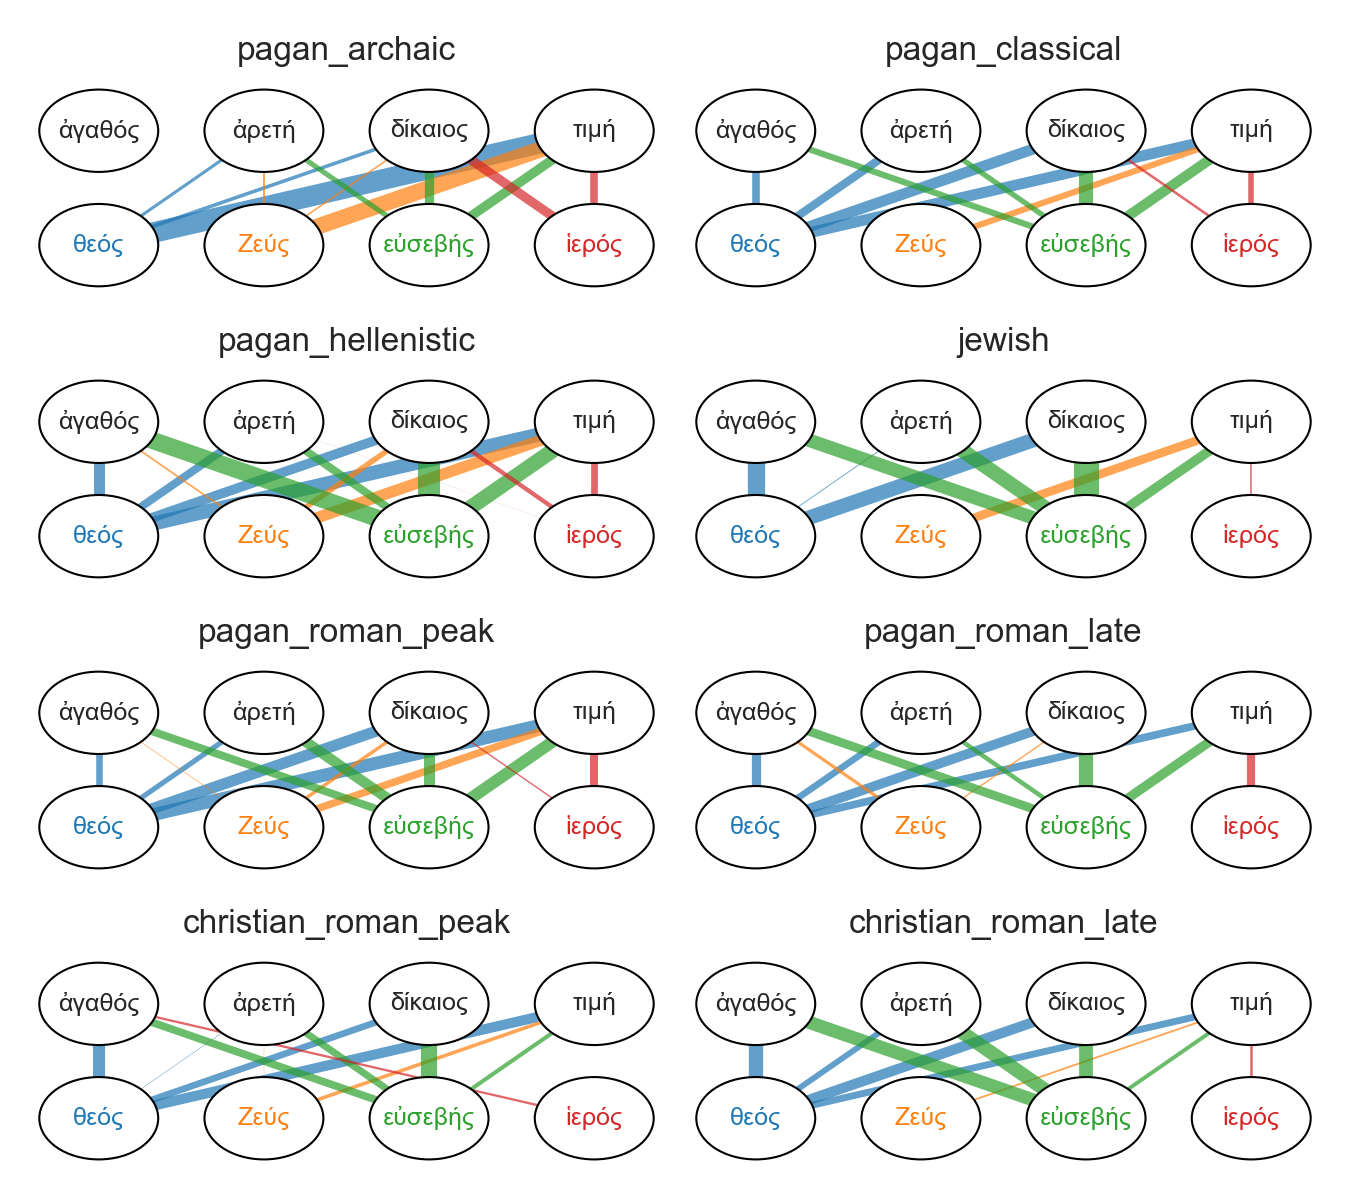 pagan_archaic
ἀγαθός ἀρετή δίκαιος τιμή
θεός Ζεύς εὐσεβής ἱερός
pagan_classical
ἀγαθός ἀρετή δίκαιος τιμή
θεός Ζεύς εὐσεβής ἱερός
pagan_hellenistic
ἀγαθός ἀρετή δίκαιος τιμή
θεός Ζεύς εὐσεβής ἱερός
jewish
ἀγαθός ἀρετή δίκαιος τιμή
θεός Ζεύς εὐσεβής ἱερός
pagan_roman_peak
ἀγαθός ἀρετή δίκαιος τιμή
θεός Ζεύς εὐσεβής ἱερός
pagan_roman_late
ἀγαθός ἀρετή δίκαιος τιμή
θεός Ζεύς εὐσεβής ἱερός
christian_roman_peak
ἀγαθός ἀρετή δίκαιος τιμή
θεός Ζεύς εὐσεβής ἱερός
christian_roman_late
ἀγαθός ἀρετή δίκαιος τιμή
θεός Ζεύς εὐσεβής ἱερός